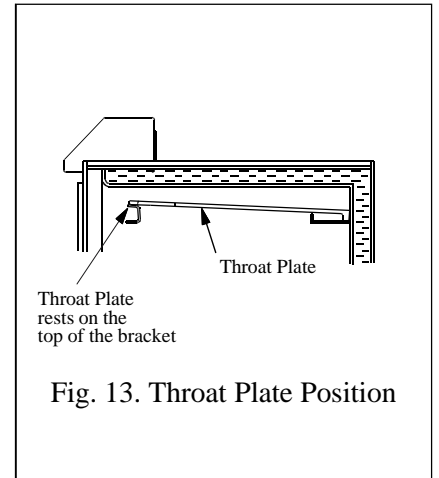 Throat Plate
Throat Plate
rests on the
top of the bracket
Fig. 13. Throat Plate Position